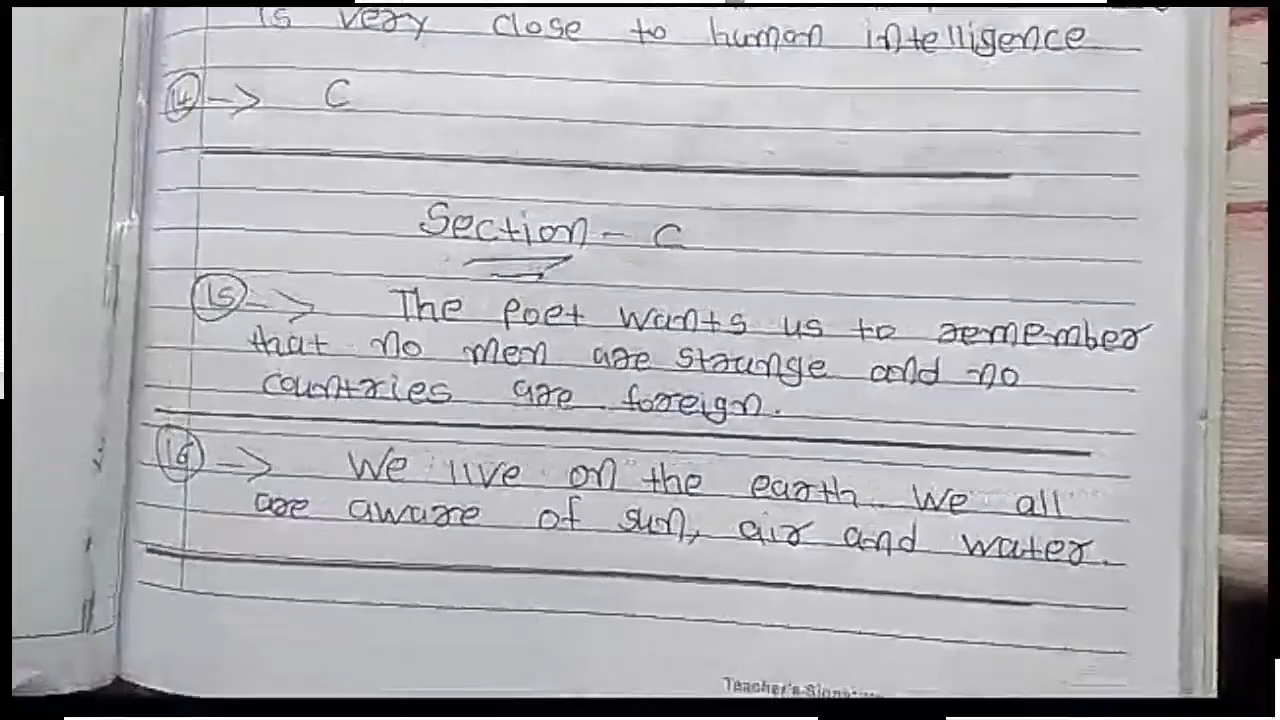 is very close to human intelligence
14 -> C
Section - C
15 -> The poet wants us to remember
that no men are strange and no
countries are foreign.
16 -> We live on the earth We all
are aware of sun, air and water.
Teacher's